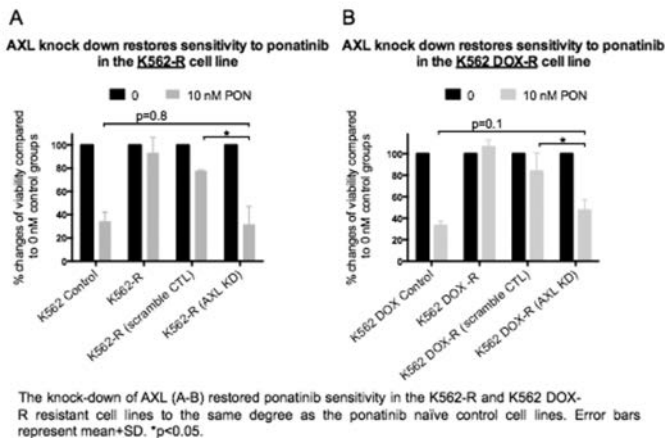 A
AXL knock down restores sensitivity to ponatinib
in the K562-R cell line
0
10 nM PON
p=0.8
*
% changes of viability compared
to 0 nM control groups
100
80
60
40
20
0
K562 Control
K562-R
K562-R (scramble CTL)
K562-R (AXL KD)
B
AXL knock down restores sensitivity to ponatinib
in the K562 DOX-R cell line
0
10 nM PON
p=0.1
*
% changes of viability compared
to 0 nM control groups
100
80
60
40
20
0
K562 DOX Control
K562 DOX -R
K562 DOX-R (scramble CTL)
K562 DOX-R (AXL KD)
The knock-down of AXL (A-B) restored ponatinib sensitivity in the K562-R and K562 DOX-
R resistant cell lines to the same degree as the ponatinib naïve control cell lines. Error bars
represent mean+SD. *p<0.05.